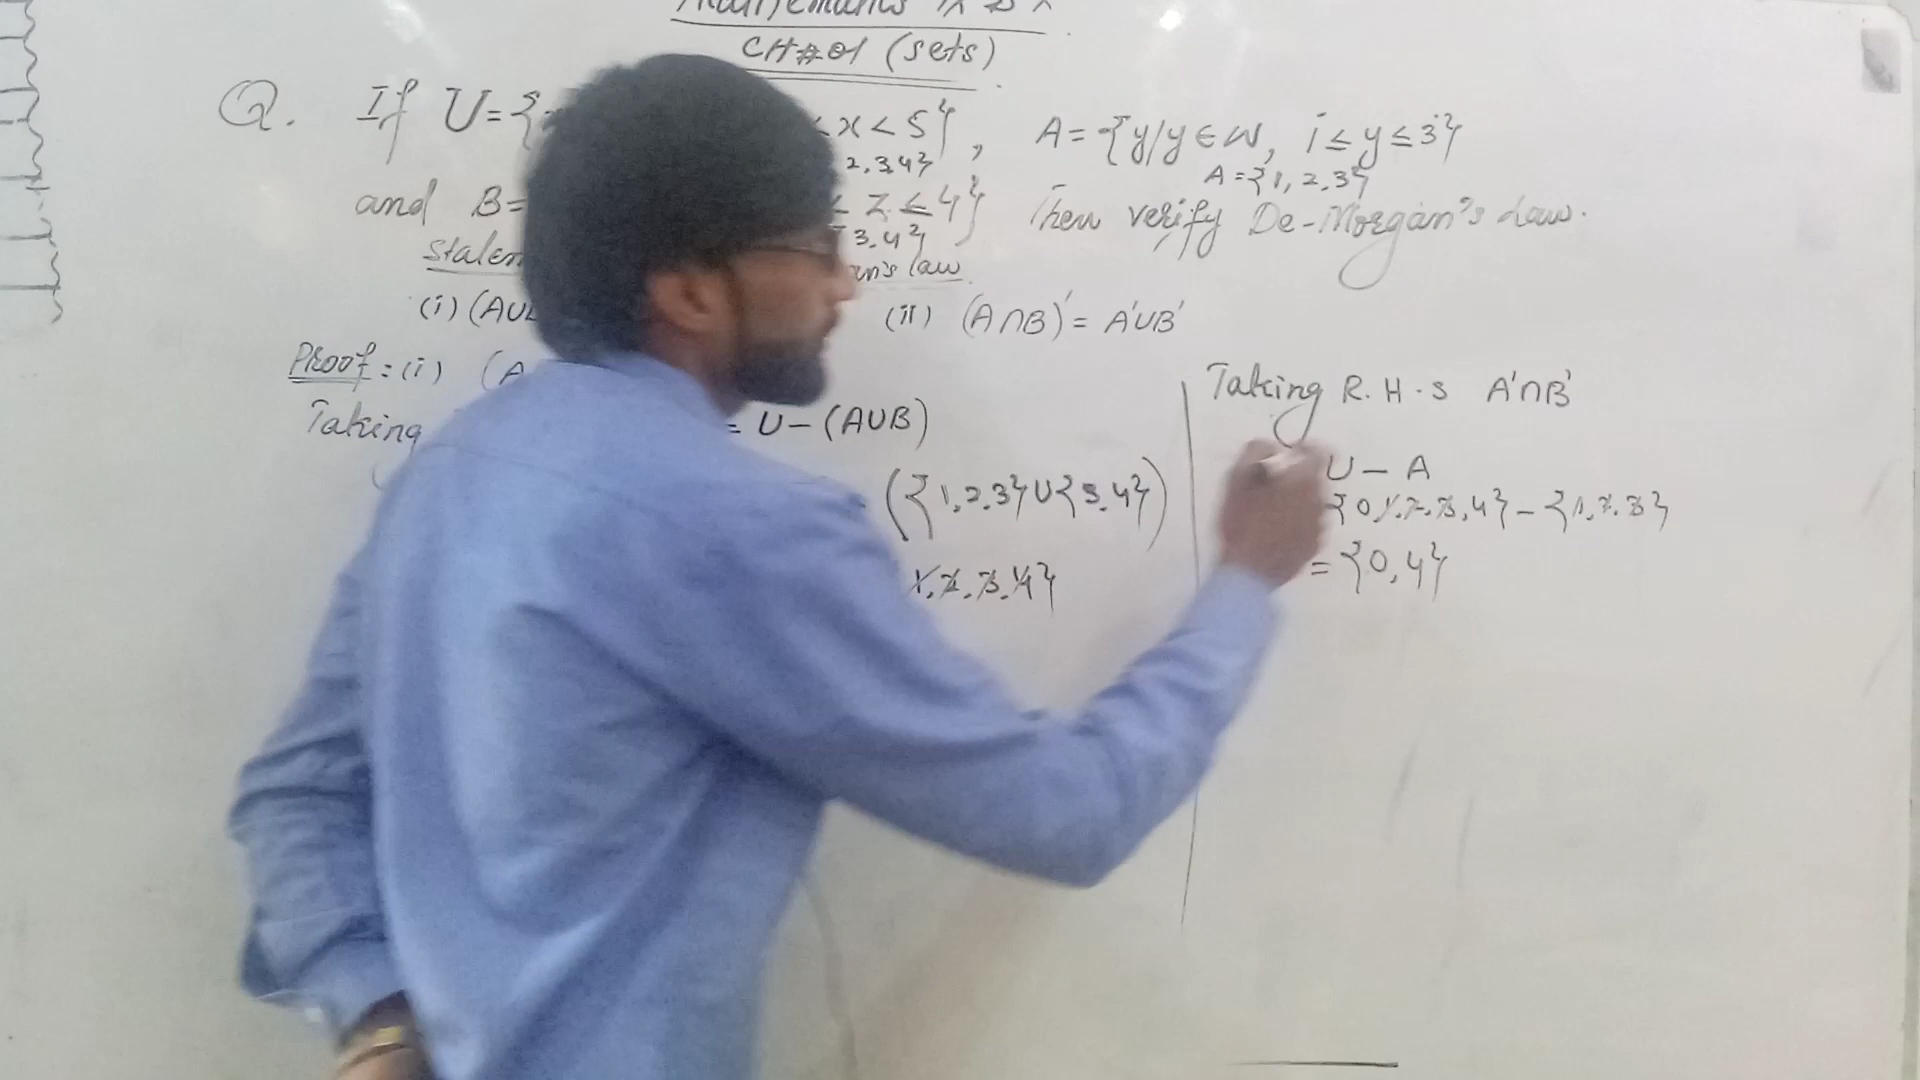 CH#01 (sets)
Q. If U={ x<5}, A={y/y∈W, 1≤y≤3}
2,3,4} A={1,2,3}
and B= z≤4} Then verify De-Morgan's Law.
3,4}
law
(i) (AU (ii) (A∩B)'= A'UB'
Proof:(i) (A
Taking = U-(AUB)
({1,2,3}U{3,4})
1,2,3,4}
Taking R.H.S A'∩B'
U-A
{0,1,2,3,4}-{1,2,3}
={0,4}